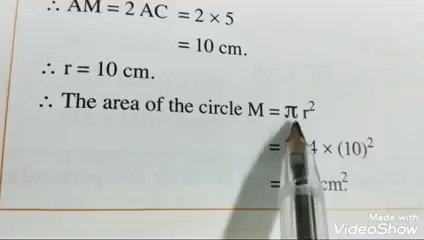 ∴ AM = 2 AC = 2 × 5
= 10 cm.
∴ r = 10 cm.
∴ The area of the circle M = π r²
= 4 × (10)²
= cm².
Made with
VideoShow